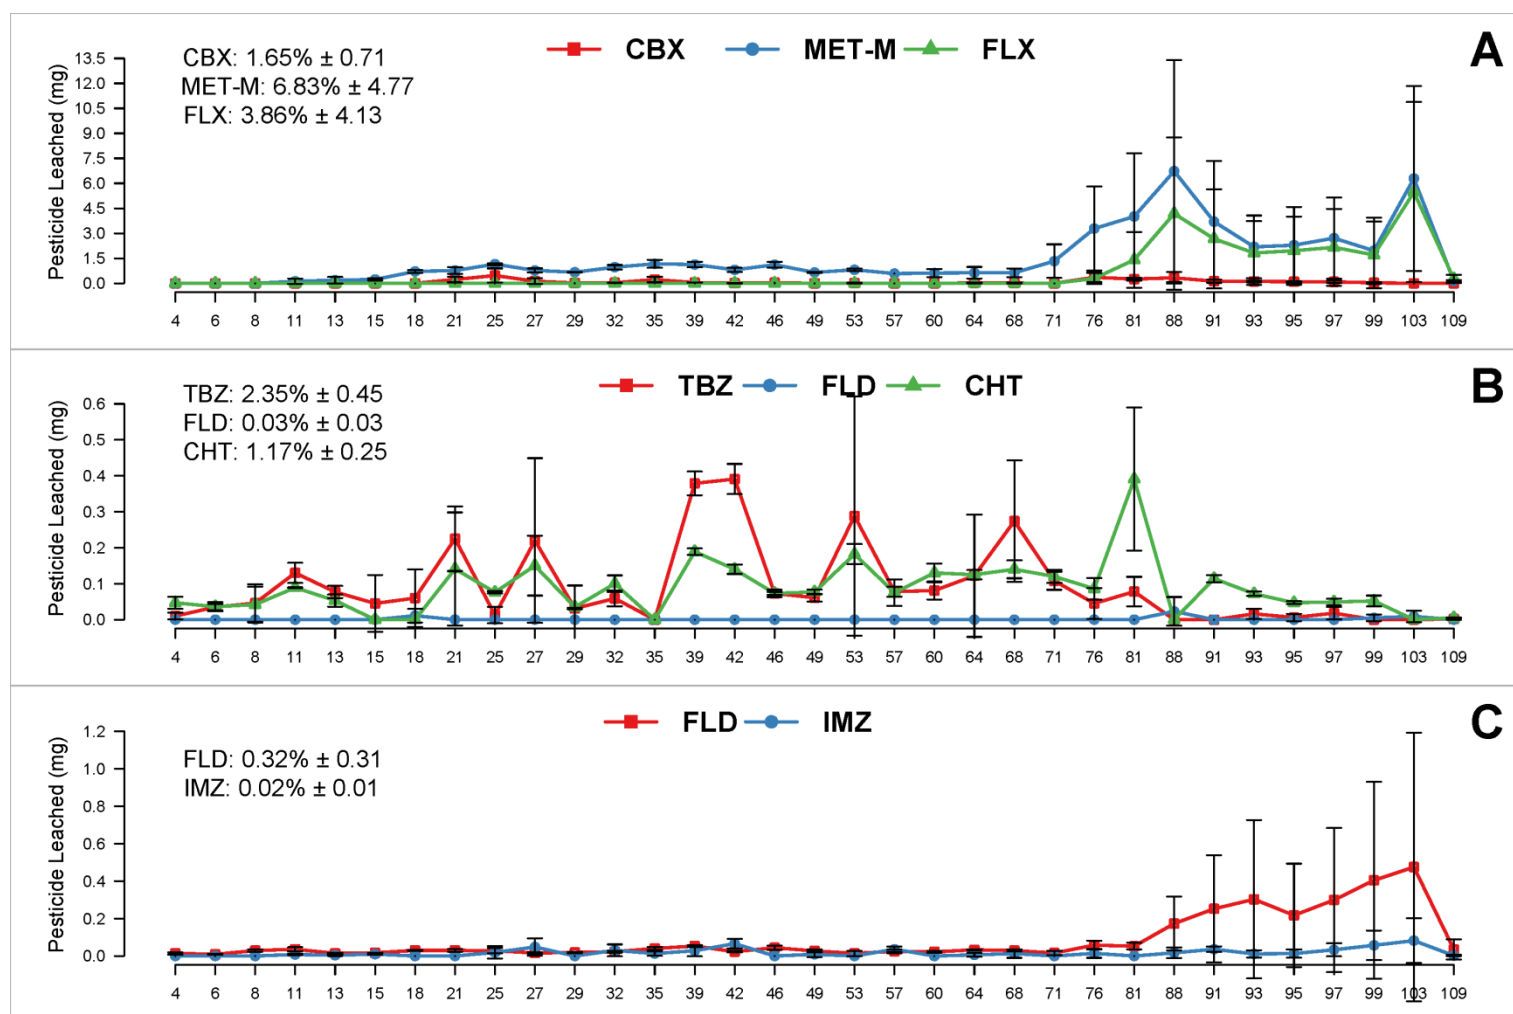 CBX MET-M FLX
A
CBX: 1.65% ± 0.71
MET-M: 6.83% ± 4.77
FLX: 3.86% ± 4.13
Pesticide Leached (mg)
13.5
12.0
10.5
9.0
7.5
6.0
4.5
3.0
1.5
0.0
4 6 8 11 13 15 18 21 25 27 29 32 35 39 42 46 49 53 57 60 64 68 71 76 81 88 91 93 95 97 99 103 109
TBZ FLD CHT
B
TBZ: 2.35% ± 0.45
FLD: 0.03% ± 0.03
CHT: 1.17% ± 0.25
Pesticide Leached (mg)
0.6
0.5
0.4
0.3
0.2
0.1
0.0
4 6 8 11 13 15 18 21 25 27 29 32 35 39 42 46 49 53 57 60 64 68 71 76 81 88 91 93 95 97 99 103 109
FLD IMZ
C
FLD: 0.32% ± 0.31
IMZ: 0.02% ± 0.01
Pesticide Leached (mg)
1.2
1.0
0.8
0.6
0.4
0.2
0.0
4 6 8 11 13 15 18 21 25 27 29 32 35 39 42 46 49 53 57 60 64 68 71 76 81 88 91 93 95 97 99 103 109